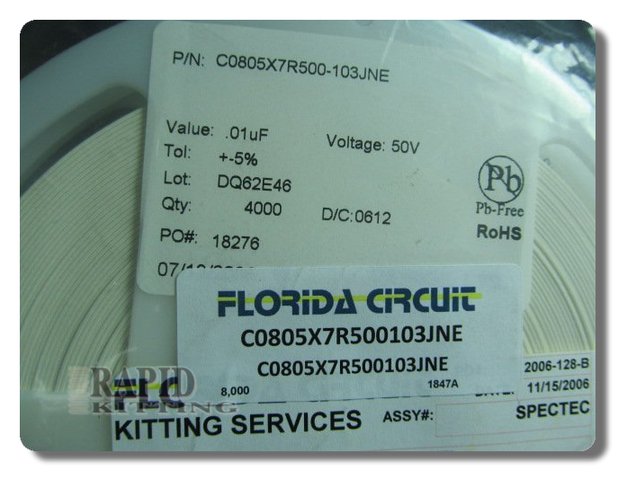 P/N: C0805X7R500-103JNE
Value: .01uF
Voltage: 50V
Tol: +-5%
Lot: DQ62E46
Qty: 4000
D/C:0612
PO#: 18276
Pb
Pb-Free
RoHS
FLORIDA CIRCUIT
C0805X7R500103JNE
C0805X7R500103JNE
8,000 1847A
2006-128-B
11/15/2006
RAPID
KITTING
ASSY#: SPECTEC
KITTING SERVICES